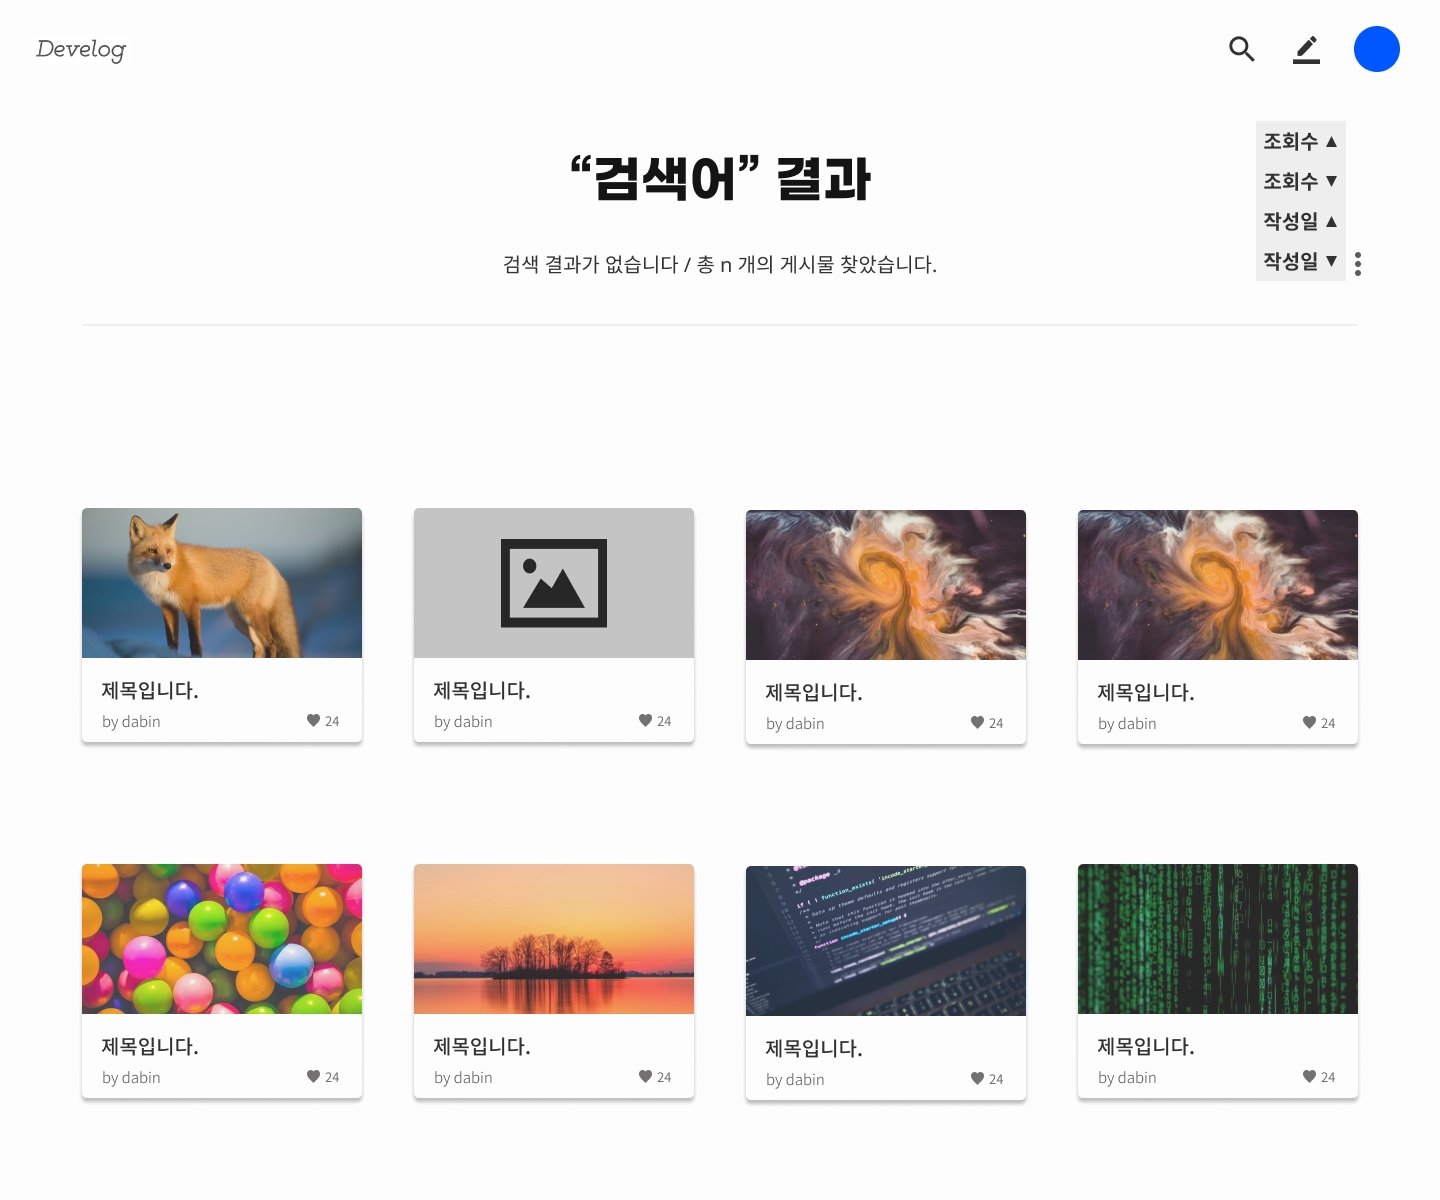 Develog
조회수 ▲
조회수 ▼
작성일 ▲
작성일 ▼
“검색어” 결과
검색 결과가 없습니다 / 총 n 개의 게시물 찾았습니다.
제목입니다.
by dabin
24
제목입니다.
by dabin
24
제목입니다.
by dabin
24
제목입니다.
by dabin
24
@package
if ( ! function_exists(
function
제목입니다.
by dabin
24
제목입니다.
by dabin
24
제목입니다.
by dabin
24
제목입니다.
by dabin
24